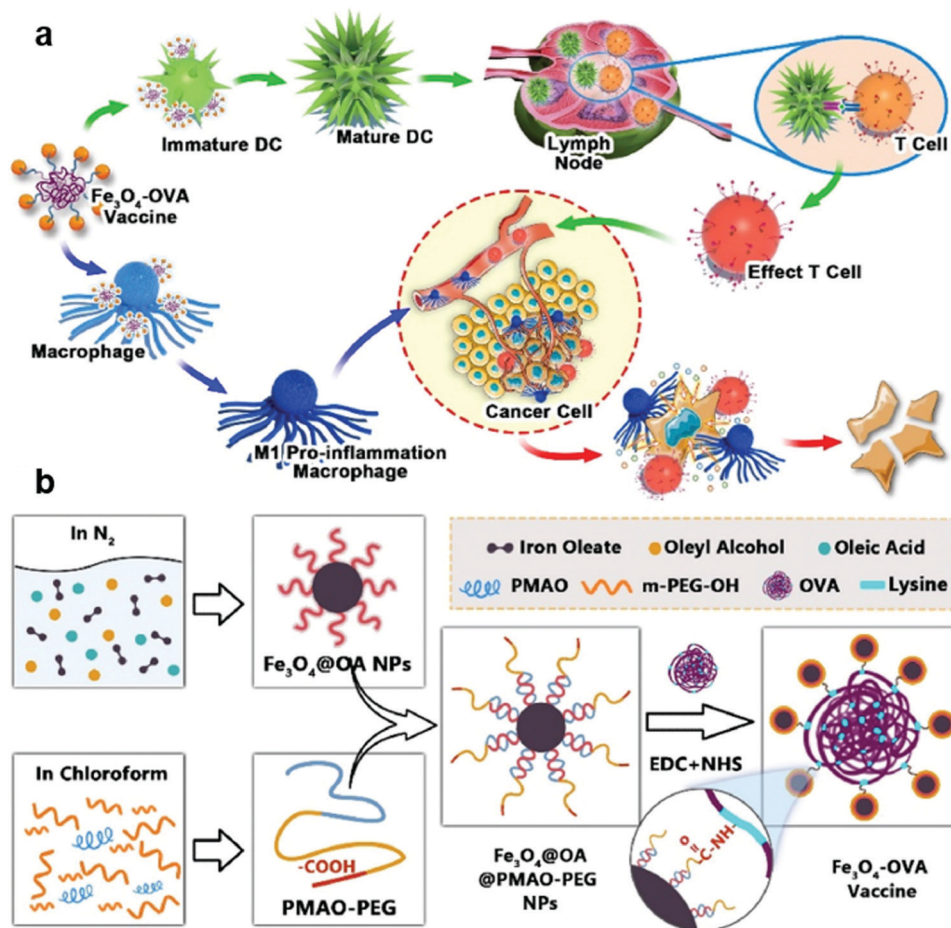 a
Immature DC
Mature DC
Lymph
Node
T Cell
Fe₃O₄-OVA
Vaccine
Effect T Cell
Macrophage
Cancer Cell
M1 Pro-inflammation
Macrophage
b
In N₂
Fe₃O₄@OA NPs
Iron Oleate
Oleyl Alcohol
Oleic Acid
PMAO
m-PEG-OH
OVA
Lysine
In Chloroform
-COOH
PMAO-PEG
Fe₃O₄@OA
@PMAO-PEG
NPs
EDC+NHS
O
C-NH-
Fe₃O₄-OVA
Vaccine